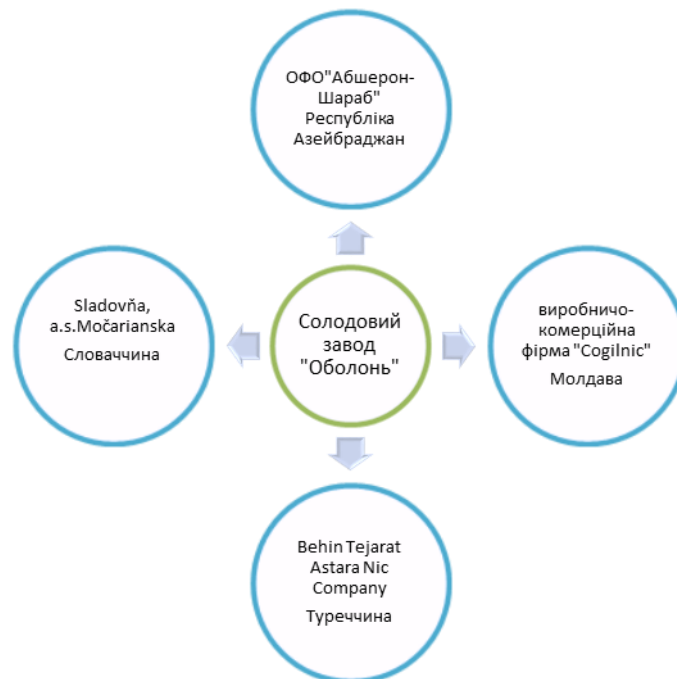 ОФО"Абшерон-
Шараб"
Республіка
Азейбраджан
Sladovňa,
a.s.Močarianska
Словаччина
Солодовий
завод
"Оболонь"
виробничо-
комерційна
фірма "Cogilnic"
Молдава
Behin Tejarat
Astara Nic
Company
Туреччина